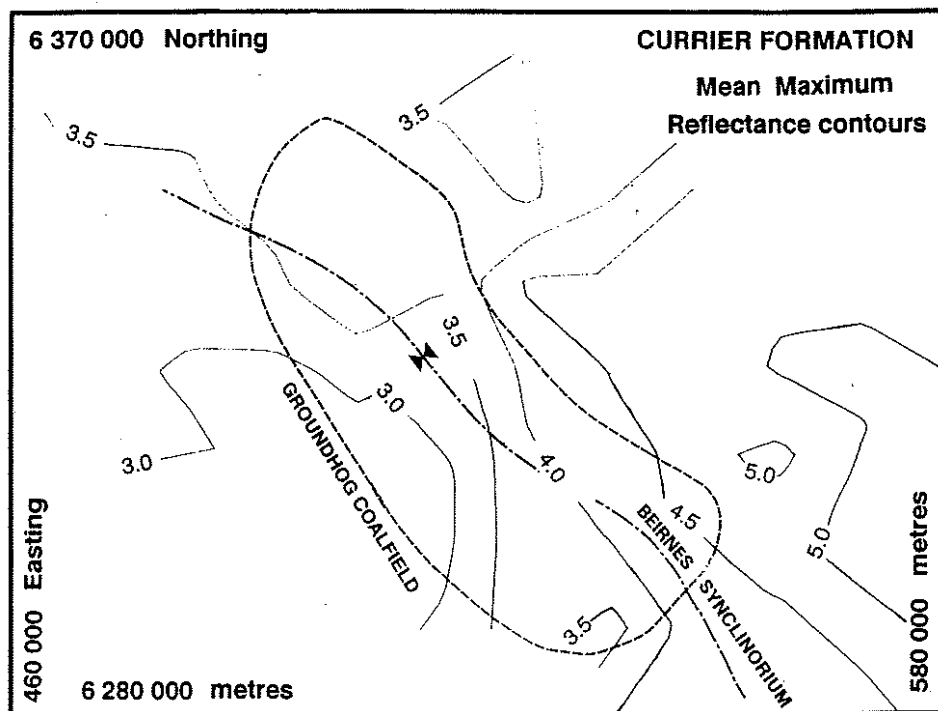 6 370 000 Northing
CURRIER FORMATION
Mean Maximum
Reflectance contours
3.5
3.5
3.5
3.0
3.0
GROUNDHOG COALFIELD
4.0
5.0
4.5
5.0
BEIRNES SYNCLINORIUM
3.5
460 000 Easting
580 000 metres
6 280 000 metres